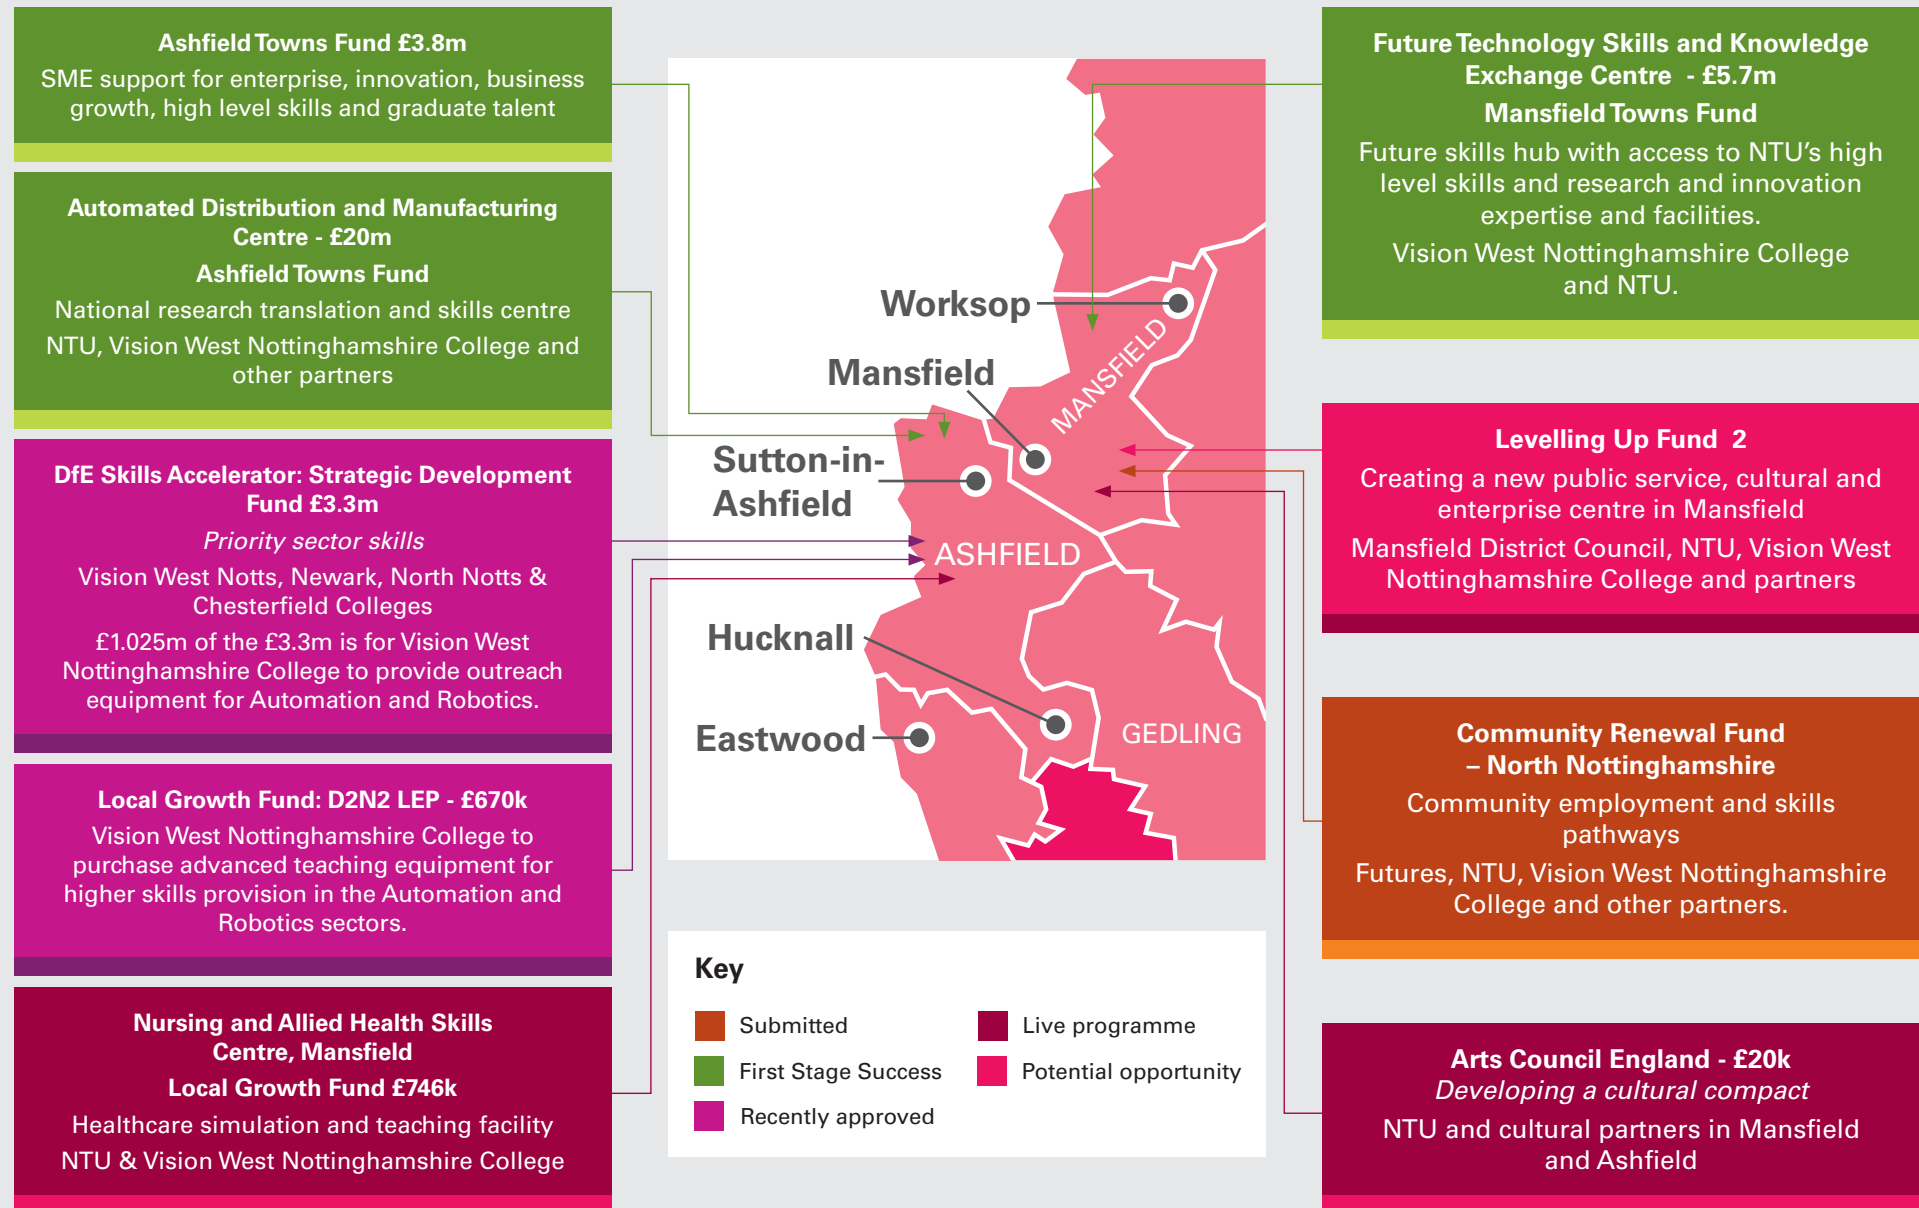 Ashfield Towns Fund £3.8m
SME support for enterprise, innovation, business
growth, high level skills and graduate talent
Automated Distribution and Manufacturing
Centre - £20m
Ashfield Towns Fund
National research translation and skills centre
NTU, Vision West Nottinghamshire College and
other partners
DfE Skills Accelerator: Strategic Development
Fund £3.3m
Priority sector skills
Vision West Notts, Newark, North Notts &
Chesterfield Colleges
£1.025m of the £3.3m is for Vision West
Nottinghamshire College to provide outreach
equipment for Automation and Robotics.
Local Growth Fund: D2N2 LEP - £670k
Vision West Nottinghamshire College to
purchase advanced teaching equipment for
higher skills provision in the Automation and
Robotics sectors.
Nursing and Allied Health Skills
Centre, Mansfield
Local Growth Fund £746k
Healthcare simulation and teaching facility
NTU & Vision West Nottinghamshire College
Worksop
Mansfield
MANSFIELD
Sutton-in-
Ashfield
ASHFIELD
Hucknall
GEDLING
Eastwood
Key
Submitted
First Stage Success
Recently approved
Live programme
Potential opportunity
Future Technology Skills and Knowledge
Exchange Centre - £5.7m
Mansfield Towns Fund
Future skills hub with access to NTU’s high
level skills and research and innovation
expertise and facilities.
Vision West Nottinghamshire College
and NTU.
Levelling Up Fund 2
Creating a new public service, cultural and
enterprise centre in Mansfield
Mansfield District Council, NTU, Vision West
Nottinghamshire College and partners
Community Renewal Fund
– North Nottinghamshire
Community employment and skills
pathways
Futures, NTU, Vision West Nottinghamshire
College and other partners.
Arts Council England - £20k
Developing a cultural compact
NTU and cultural partners in Mansfield
and Ashfield